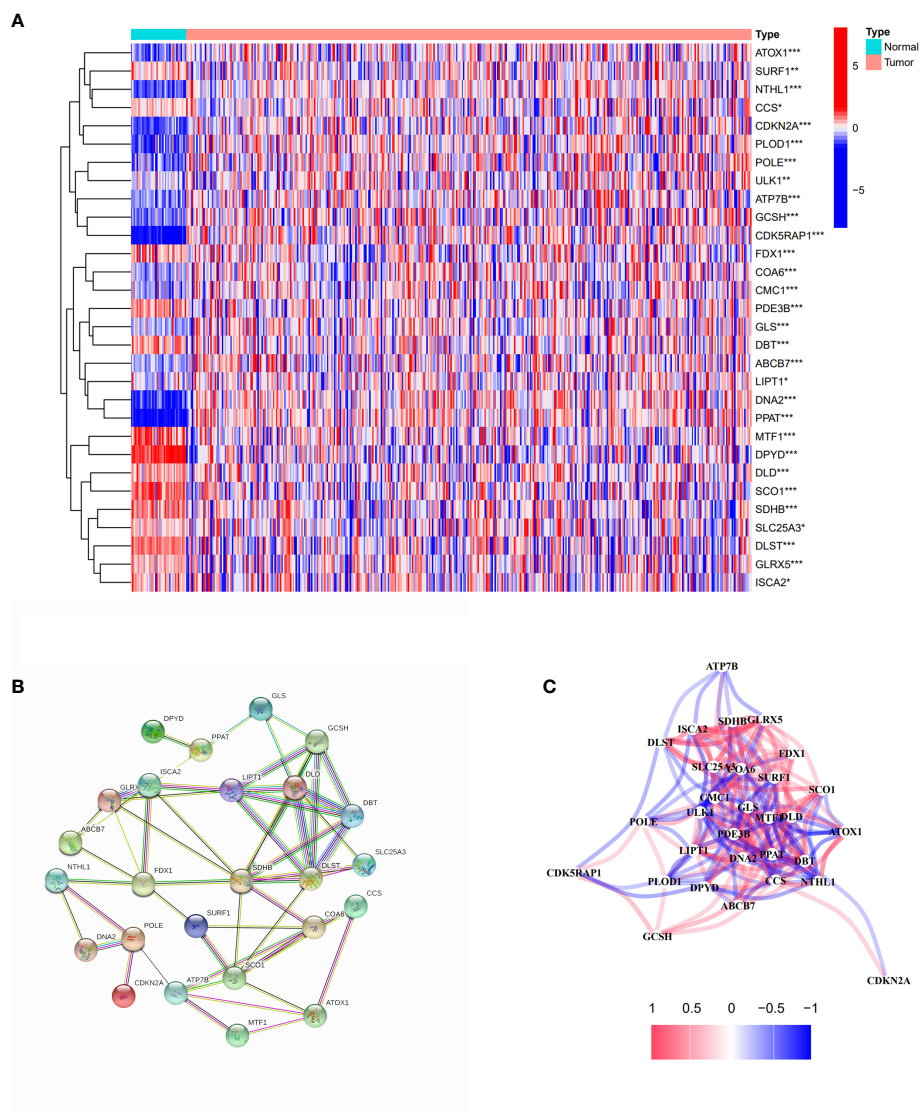 A
Type
ATOX1***
SURF1**
NTHL1***
CCS*
CDKN2A***
PLOD1***
POLE***
ULK1**
ATP7B***
GCSH***
CDK5RAP1***
FDX1***
COA6***
CMC1***
PDE3B***
GLS***
DBT***
ABCB7***
LIPT1*
DNA2***
PPAT***
MTF1***
DPYD***
DLD***
SCO1***
SDHB***
SLC25A3*
DLST***
GLRX5***
ISCA2*
5
0
−5
Type
Normal
Tumor
B
GLS
DPYD
PPAT
GCSH
ISCA2
LIPT1
DLD
GLRX
DBT
ABCB7
SLC25A3
NTHL1
FDX1
SDHB
DLST
CCS
SURF1
COA6
POLE
DNA2
SCO1
CDKN2A
ATP7B
ATOX1
MTF1
C
ATP7B
SDHB
GLRX5
ISCA2
DLST
FDX1
SLC25A3
COA6
SURF1
SCO1
CMC1
GLS
ULK1
MTF1
DLD
POLE
ATOX1
PDE3B
LIPT1
DNA2
PPAT
DBT
CDK5RAP1
PLOD1
DPYD
CCS
NTHL1
ABCB7
GCSH
CDKN2A
1 0.5 0 −0.5 −1